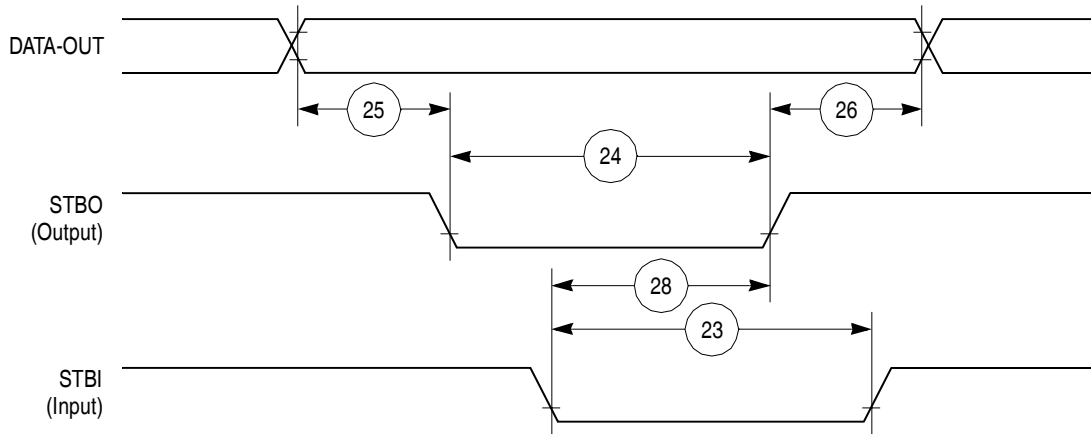 DATA-OUT
25
26
24
STBO
(Output)
28
23
STBI
(Input)